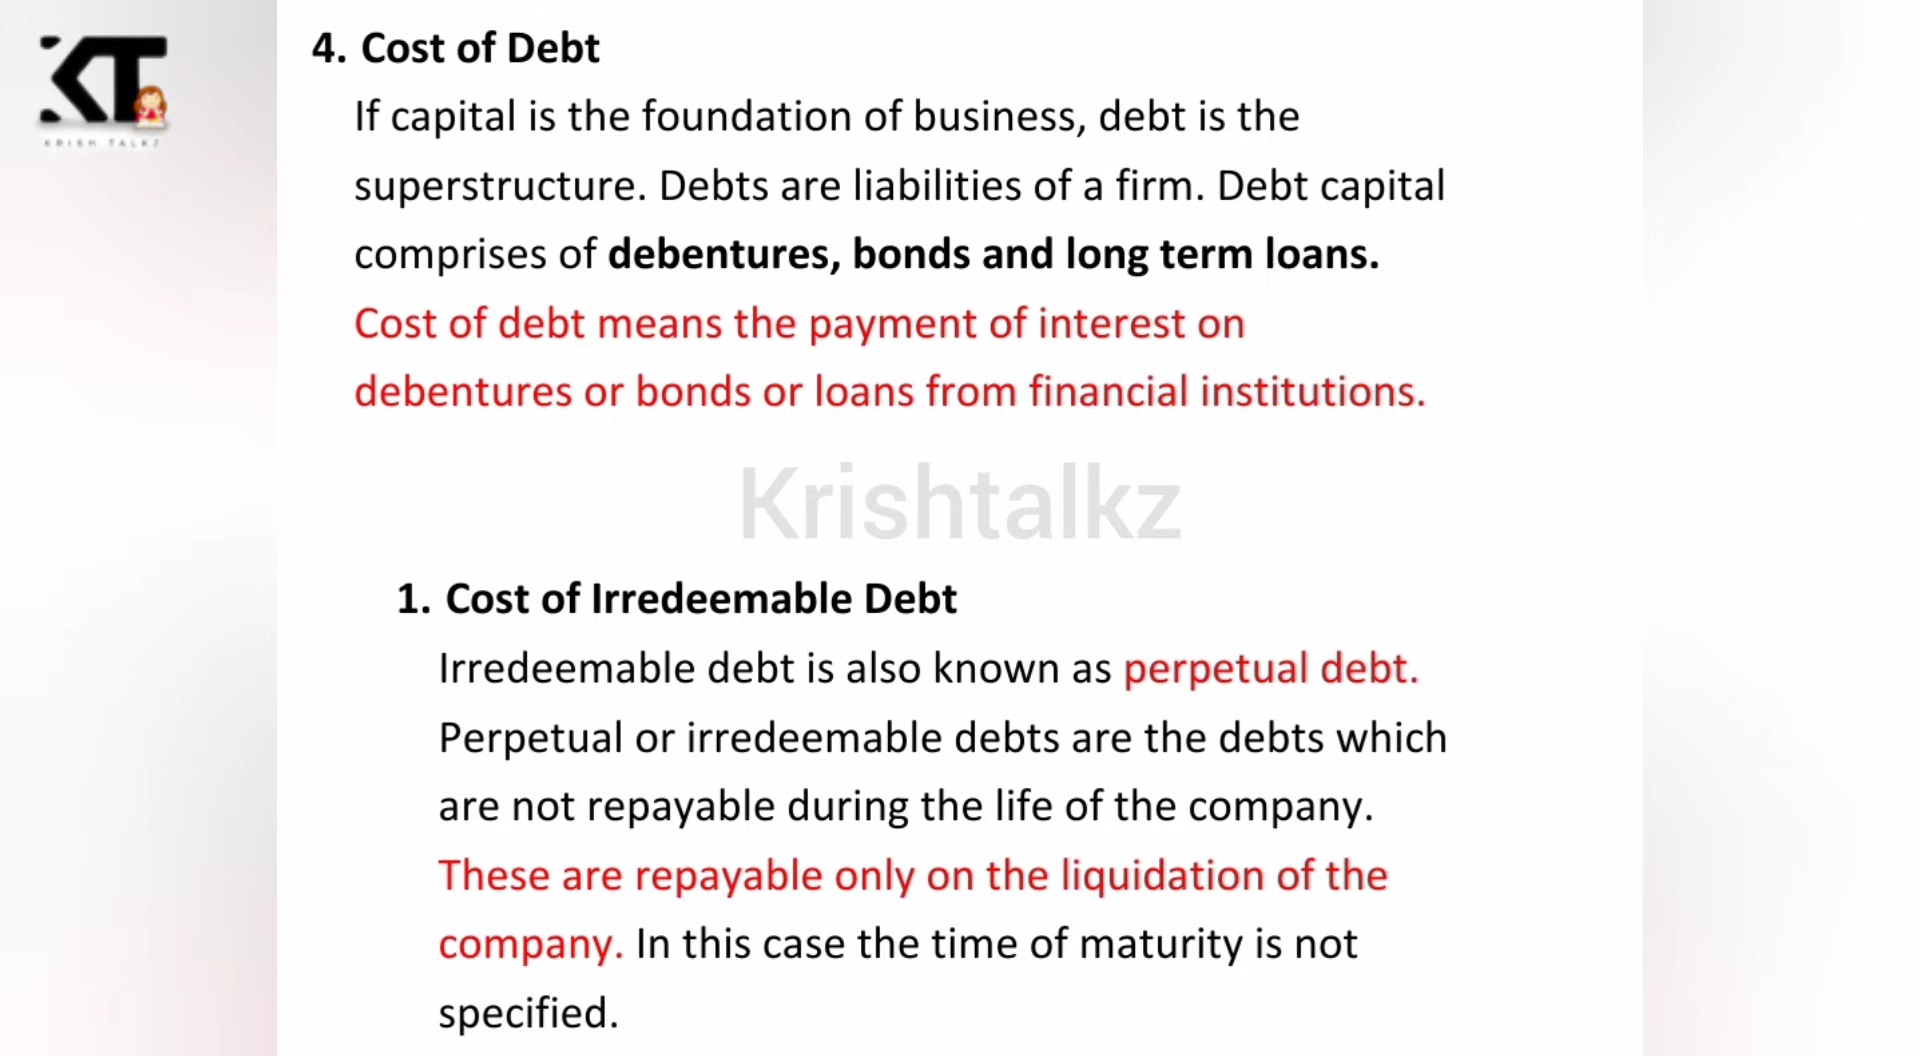 KT
KRISH TALKZ
4. Cost of Debt
If capital is the foundation of business, debt is the
superstructure. Debts are liabilities of a firm. Debt capital
comprises of debentures, bonds and long term loans.
Cost of debt means the payment of interest on
debentures or bonds or loans from financial institutions.
Krishtalkz
1. Cost of Irredeemable Debt
Irredeemable debt is also known as perpetual debt.
Perpetual or irredeemable debts are the debts which
are not repayable during the life of the company.
These are repayable only on the liquidation of the
company. In this case the time of maturity is not
specified.